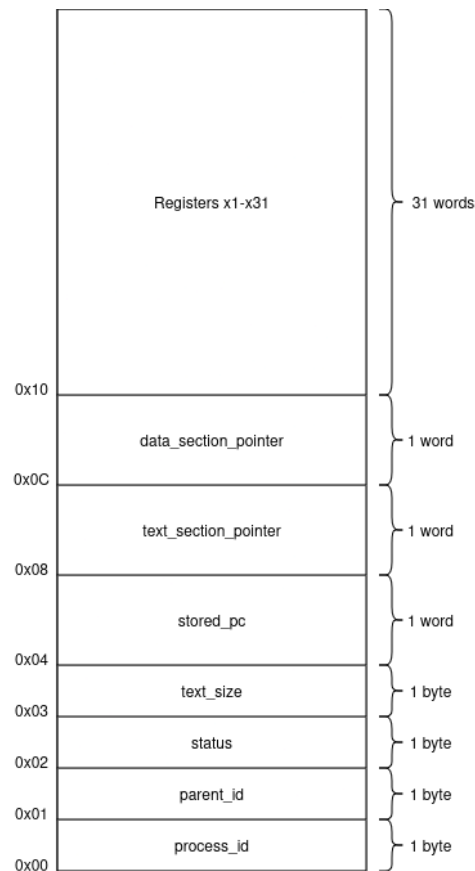 Registers x1-x31
31 words
0x10
data_section_pointer
1 word
0x0C
text_section_pointer
1 word
0x08
stored_pc
1 word
0x04
text_size
1 byte
0x03
status
1 byte
0x02
parent_id
1 byte
0x01
process_id
1 byte
0x00